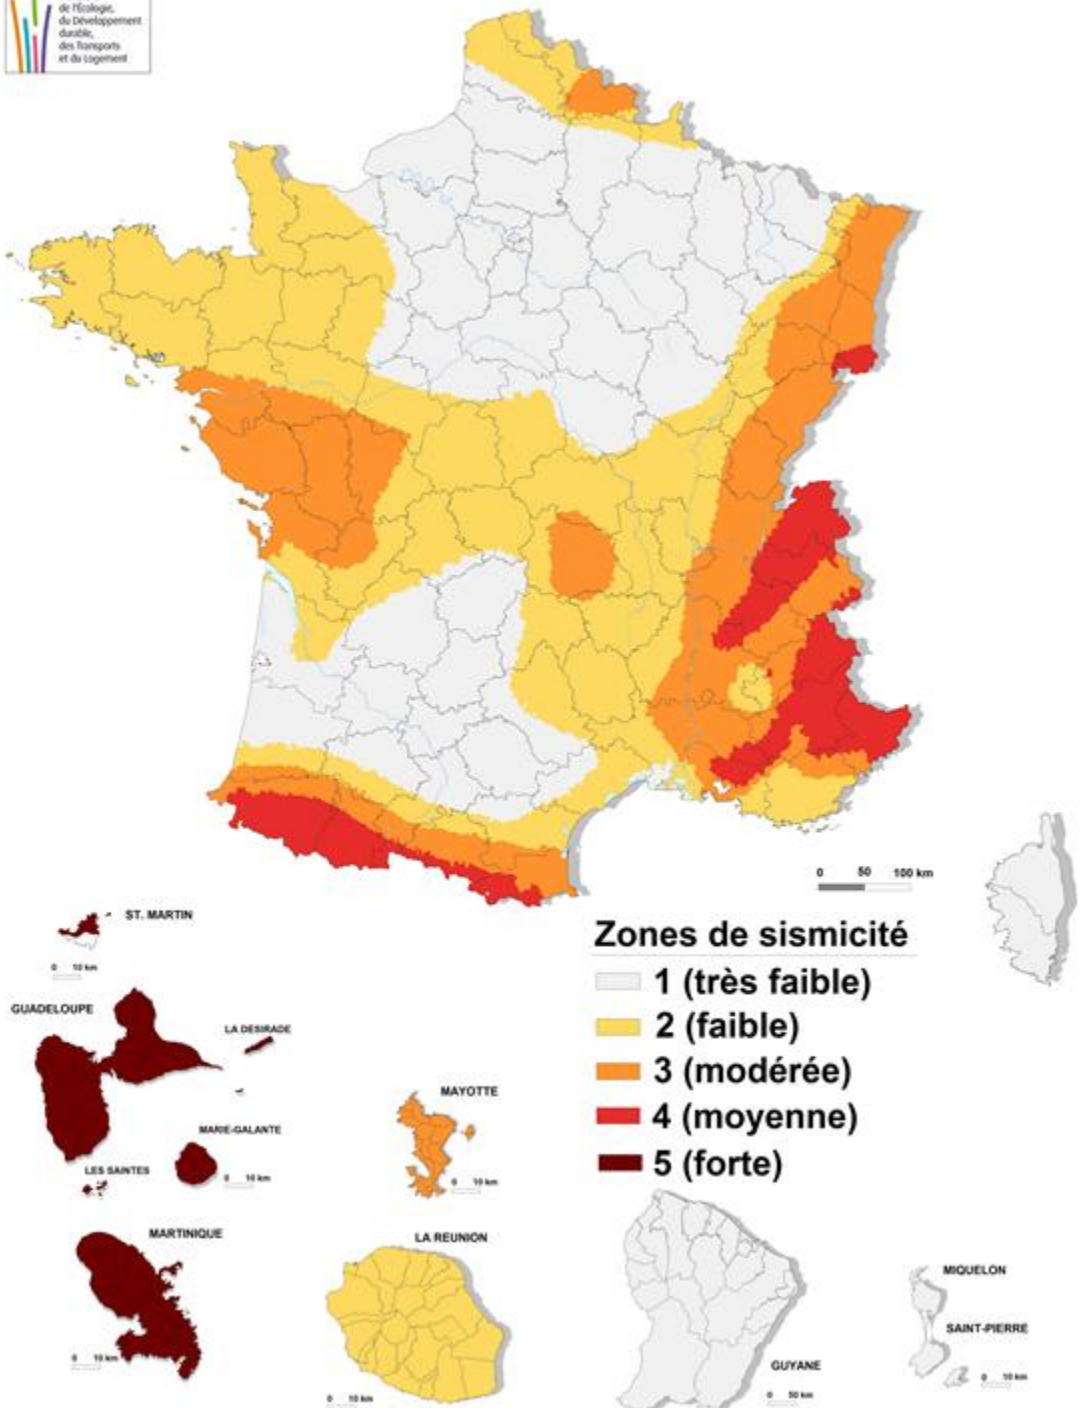 de l'Écologie,
du Développement
durable,
des Transports
et du Logement
0 50 100 km
ST. MARTIN
0 10 km
Zones de sismicité
1 (très faible)
2 (faible)
3 (modérée)
4 (moyenne)
5 (forte)
GUADELOUPE
LA DESIRADE
MARIE-GALANTE
LES SAINTES
0 10 km
MAYOTTE
0 10 km
MARTINIQUE
0 10 km
LA REUNION
0 10 km
GUYANE
0 50 km
MIQUELON
SAINT-PIERRE
0 10 km